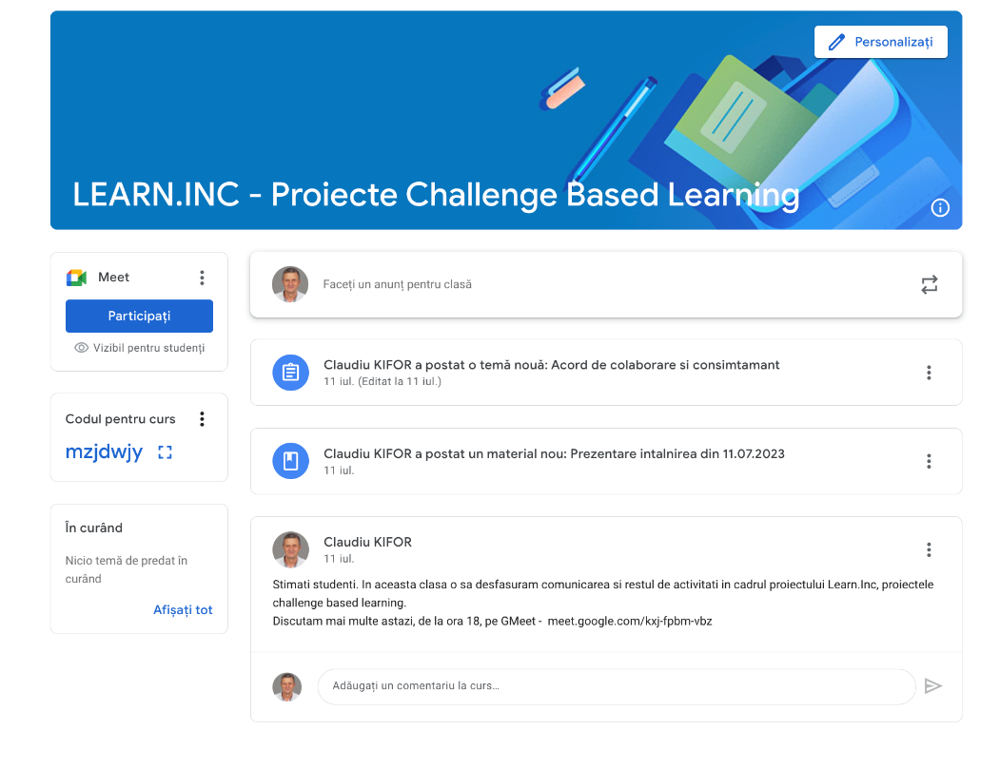 Personalizați
LEARN.INC - Proiecte Challenge Based Learning
Meet
Participați
Vizibil pentru studenți
Codul pentru curs
mzjdwjy
În curând
Nicio temă de predat în
curând
Afișați tot
Faceți un anunț pentru clasă
Claudiu KIFOR a postat o temă nouă: Acord de colaborare si consimtamant
11 iul. (Editat la 11 iul.)
Claudiu KIFOR a postat un material nou: Prezentare intalnirea din 11.07.2023
11 iul.
Claudiu KIFOR
11 iul.
Stimati studenti. In aceasta clasa o sa desfasuram comunicarea si restul de activitati in cadrul proiectului Learn.Inc, proiectele
challenge based learning.
Discutam mai multe astazi, de la ora 18, pe GMeet - meet.google.com/kxj-fpbm-vbz
Adăugați un comentariu la curs…